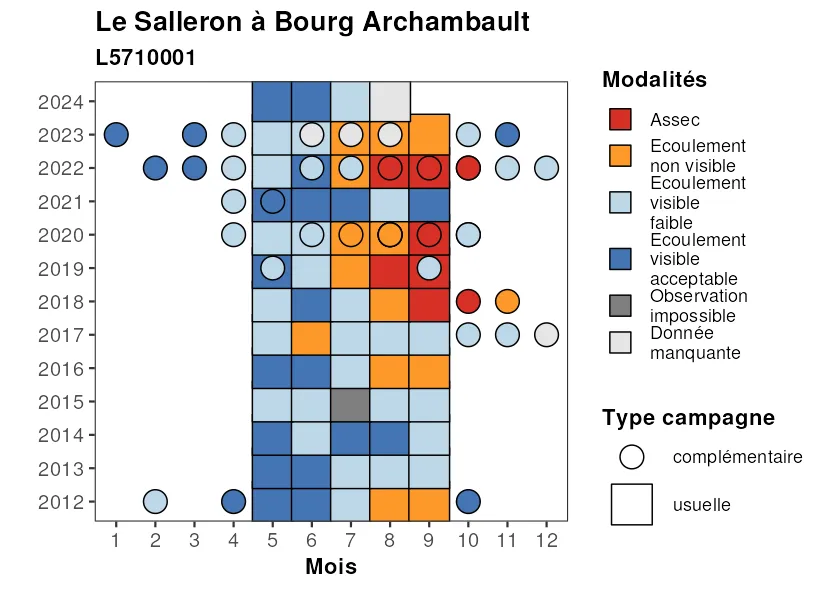 Le Salleron à Bourg Archambault
L5710001
2024
2023
2022
2021
2020
2019
2018
2017
2016
2015
2014
2013
2012
1 2 3 4 5 6 7 8 9 10 11 12
Mois
Modalités
Assec
Ecoulement
non visible
Ecoulement
visible
faible
Ecoulement
visible
acceptable
Observation
impossible
Donnée
manquante
Type campagne
complémentaire
usuelle